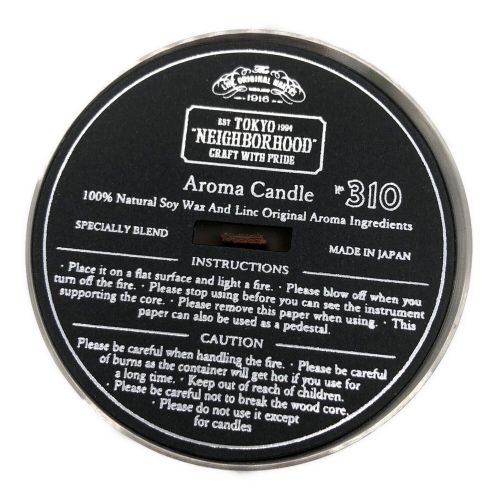 The
LINC ORIGINAL MAKERS
1916
EST TOKYO 1994
"NEIGHBORHOOD"
CRAFT WITH PRIDE
Aroma Candle № 310
100% Natural Soy Wax And Linc Original Aroma Ingredients
SPECIALLY BLEND MADE IN JAPAN
INSTRUCTIONS
· Place it on a flat surface and light a fire. · Please blow off when you
turn off the fire. · Please stop using before you can see the instrument
supporting the core. · Please remove this paper when using. · This
paper can also be used as a pedestal.
CAUTION
Please be careful when handling the fire. · Please be careful
of burns as the container will get hot if you use for
a long time. · Keep out of reach of children.
· Please be careful not to break the wood core.
· Please do not use it except
for candles